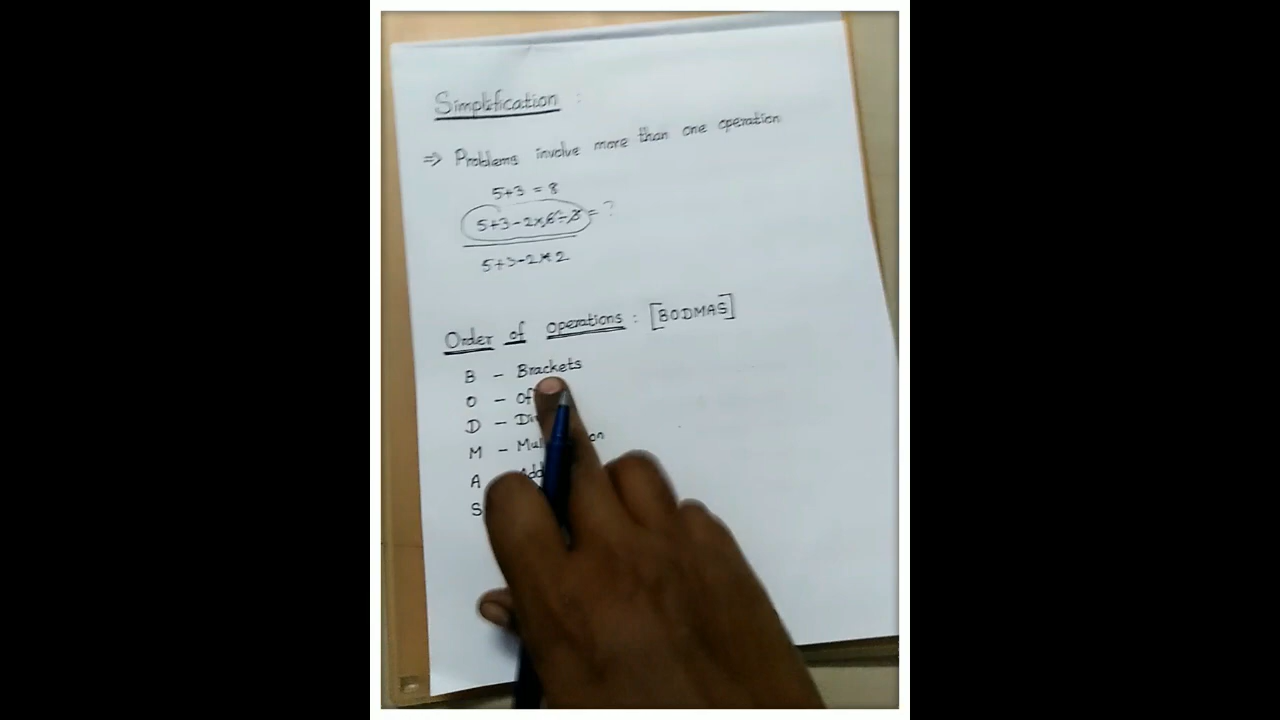 Simplification :
⇒ Problems involve more than one operation
5+3 = 8
5+3-2×6÷3 = ?
5+3-2×2
Order of operations : [BODMAS]
B - Brackets
O - Of
D -
M -
A
S